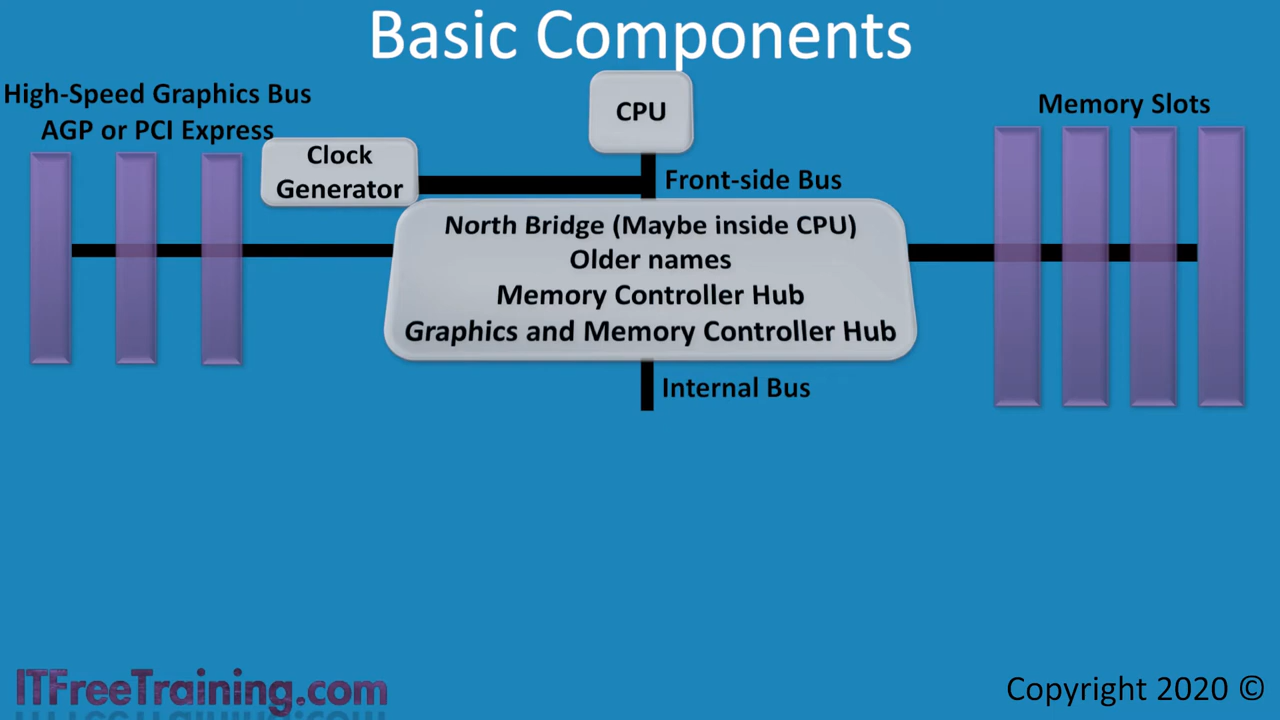 Basic Components
High-Speed Graphics Bus
AGP or PCI Express
CPU
Memory Slots
Clock
Generator
Front-side Bus
North Bridge (Maybe inside CPU)
Older names
Memory Controller Hub
Graphics and Memory Controller Hub
Internal Bus
ITFreeTraining.com
Copyright 2020 ©